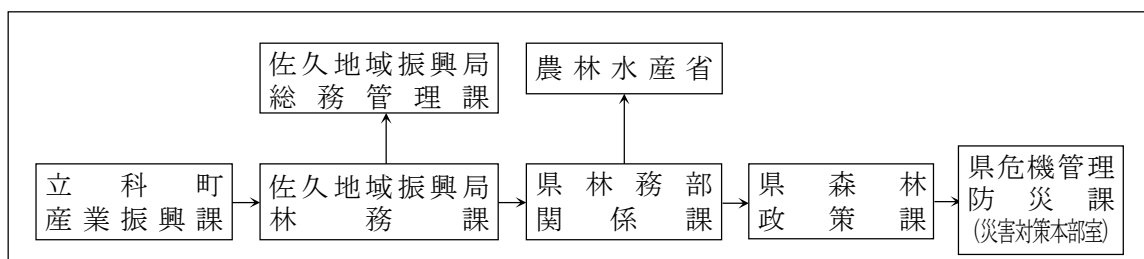 佐久地域振興局
総務管理課
農林水産省
立科町
産業振興課
佐久地域振興局
林務課
県林務部
関係課
県森林
政策課
県危機管理
防災課
(災害対策本部室)